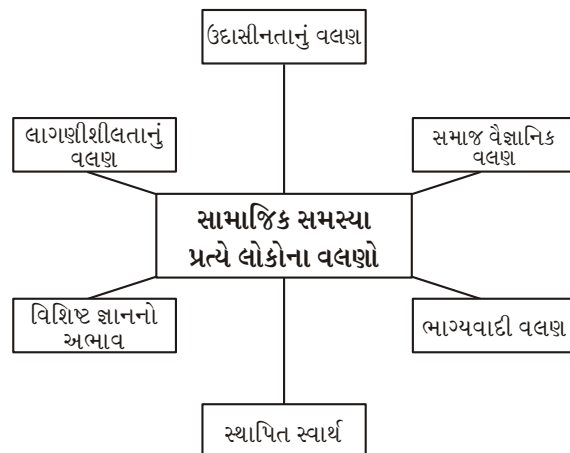 ઉદાસીનતાનું વલણ
લાગણીશીલતાનું
વલણ
સમાજ વૈજ્ઞાનિક
વલણ
સામાજિક સમસ્યા
પ્રત્યે લોકોના વલણો
વિશિષ્ટ જ્ઞાનનો
અભાવ
ભાગ્યવાદી વલણ
સ્થાપિત સ્વાર્થ